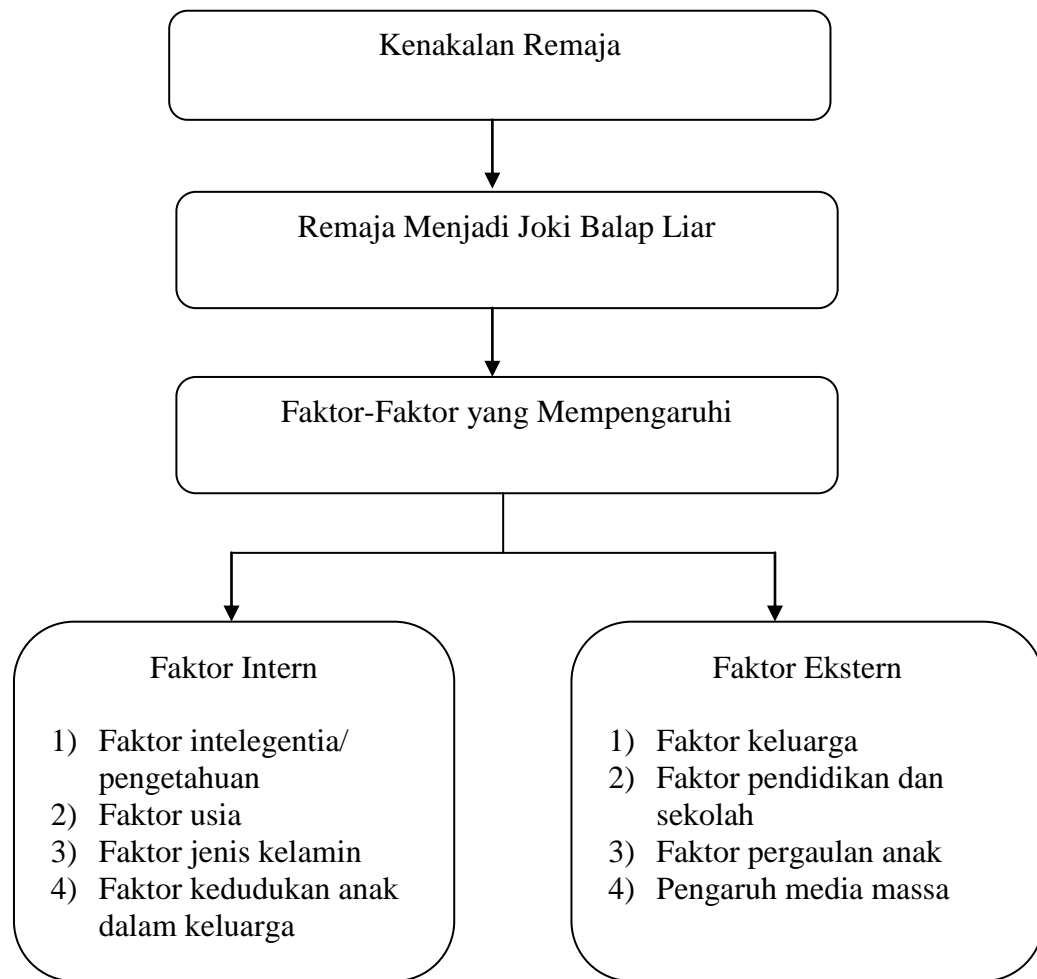 Kenakalan Remaja
Remaja Menjadi Joki Balap Liar
Faktor-Faktor yang Mempengaruhi
Faktor Intern
1) Faktor intelegentia/
pengetahuan
2) Faktor usia
3) Faktor jenis kelamin
4) Faktor kedudukan anak
dalam keluarga
Faktor Ekstern
1) Faktor keluarga
2) Faktor pendidikan dan
sekolah
3) Faktor pergaulan anak
4) Pengaruh media massa